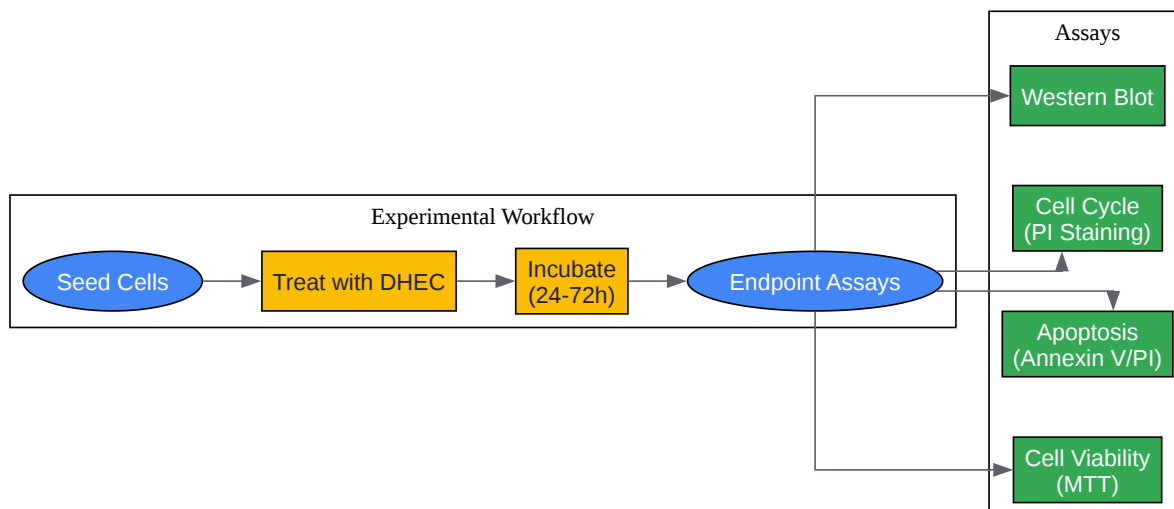 Experimental Workflow
Seed Cells
Treat with DHEC
Incubate
(24-72h)
Endpoint Assays
Assays
Western Blot
Cell Cycle
(PI Staining)
Apoptosis
(Annexin V/PI)
Cell Viability
(MTT)